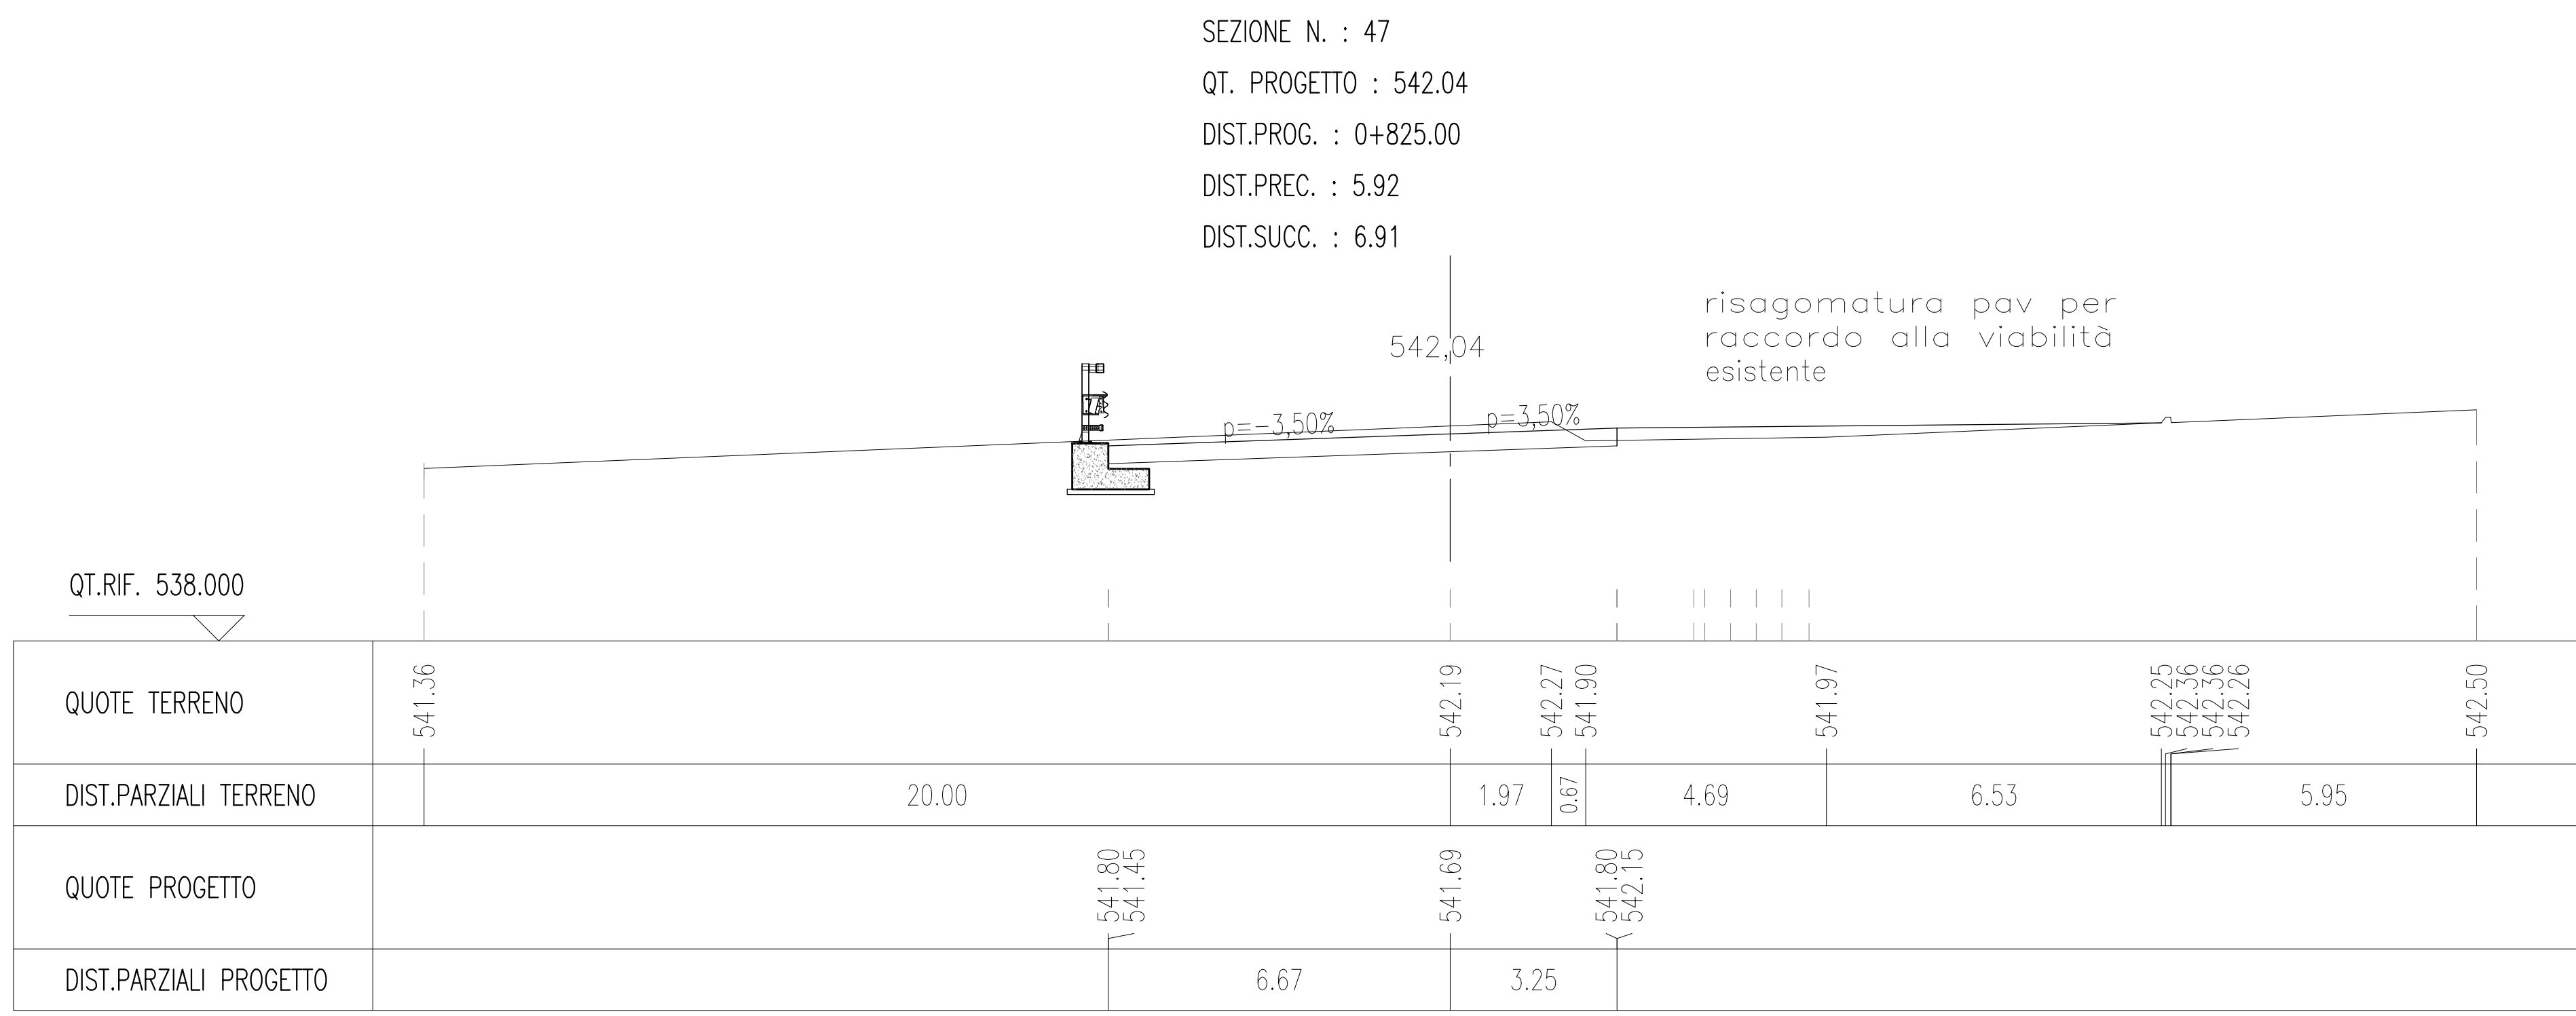 SEZIONE N. : 47
QT. PROGETTO : 542.04
DIST.PROG. : 0+825.00
DIST.PREC. : 5.92
DIST.SUCC. : 6.91
risagomatura pav per
raccordo alla viabilità
esistente
542,04
p=-3,50%
p=3,50%
QT.RIF. 538.000
QUOTE TERRENO
541.36
542.19
542.27
541.90
541.97
542.25
542.36
542.36
542.26
542.50
DIST.PARZIALI TERRENO
20.00
1.97
0.67
4.69
6.53
5.95
QUOTE PROGETTO
541.80
541.45
541.69
541.80
542.15
DIST.PARZIALI PROGETTO
6.67
3.25